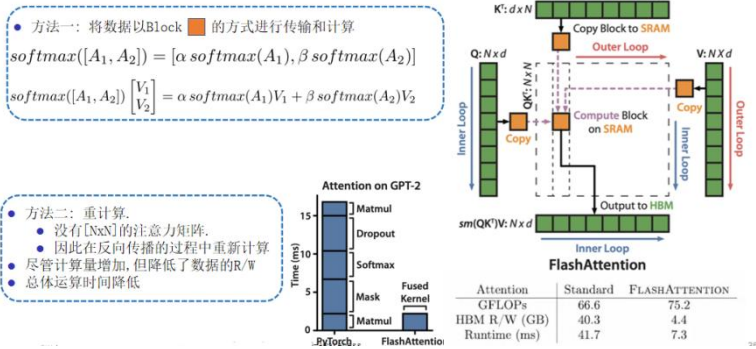 方法一:将数据以Block 的方式进行传输和计算
softmax([A₁, A₂]) = [α softmax(A₁), β softmax(A₂)]
softmax([A₁, A₂]) [V₁ V₂] = α softmax(A₁)V₁ + β softmax(A₂)V₂
方法二: 重计算.
没有[NxN]的注意力矩阵.
因此在反向传播的过程中重新计算
尽管计算量增加,但降低了数据的R/W
总体运算时间降低
Attention on GPT-2
Time (ms)
15
10
5
0
Matmul
Dropout
Softmax
Mask
Matmul
Fused
Kernel
PyTorch
FlashAttention
Kᵀ: d x N
Copy Block to SRAM
Outer Loop
Q: N x d
V: N X d
QKᵀ: N x N
Copy
Compute Block
on SRAM
Copy
Inner Loop
Inner Loop
Outer Loop
Output to HBM
sm(QKᵀ)V: N x d
Inner Loop
FlashAttention
Attention Standard FLASHATTENTION
GFLOPs 66.6 75.2
HBM R/W (GB) 40.3 4.4
Runtime (ms) 41.7 7.3